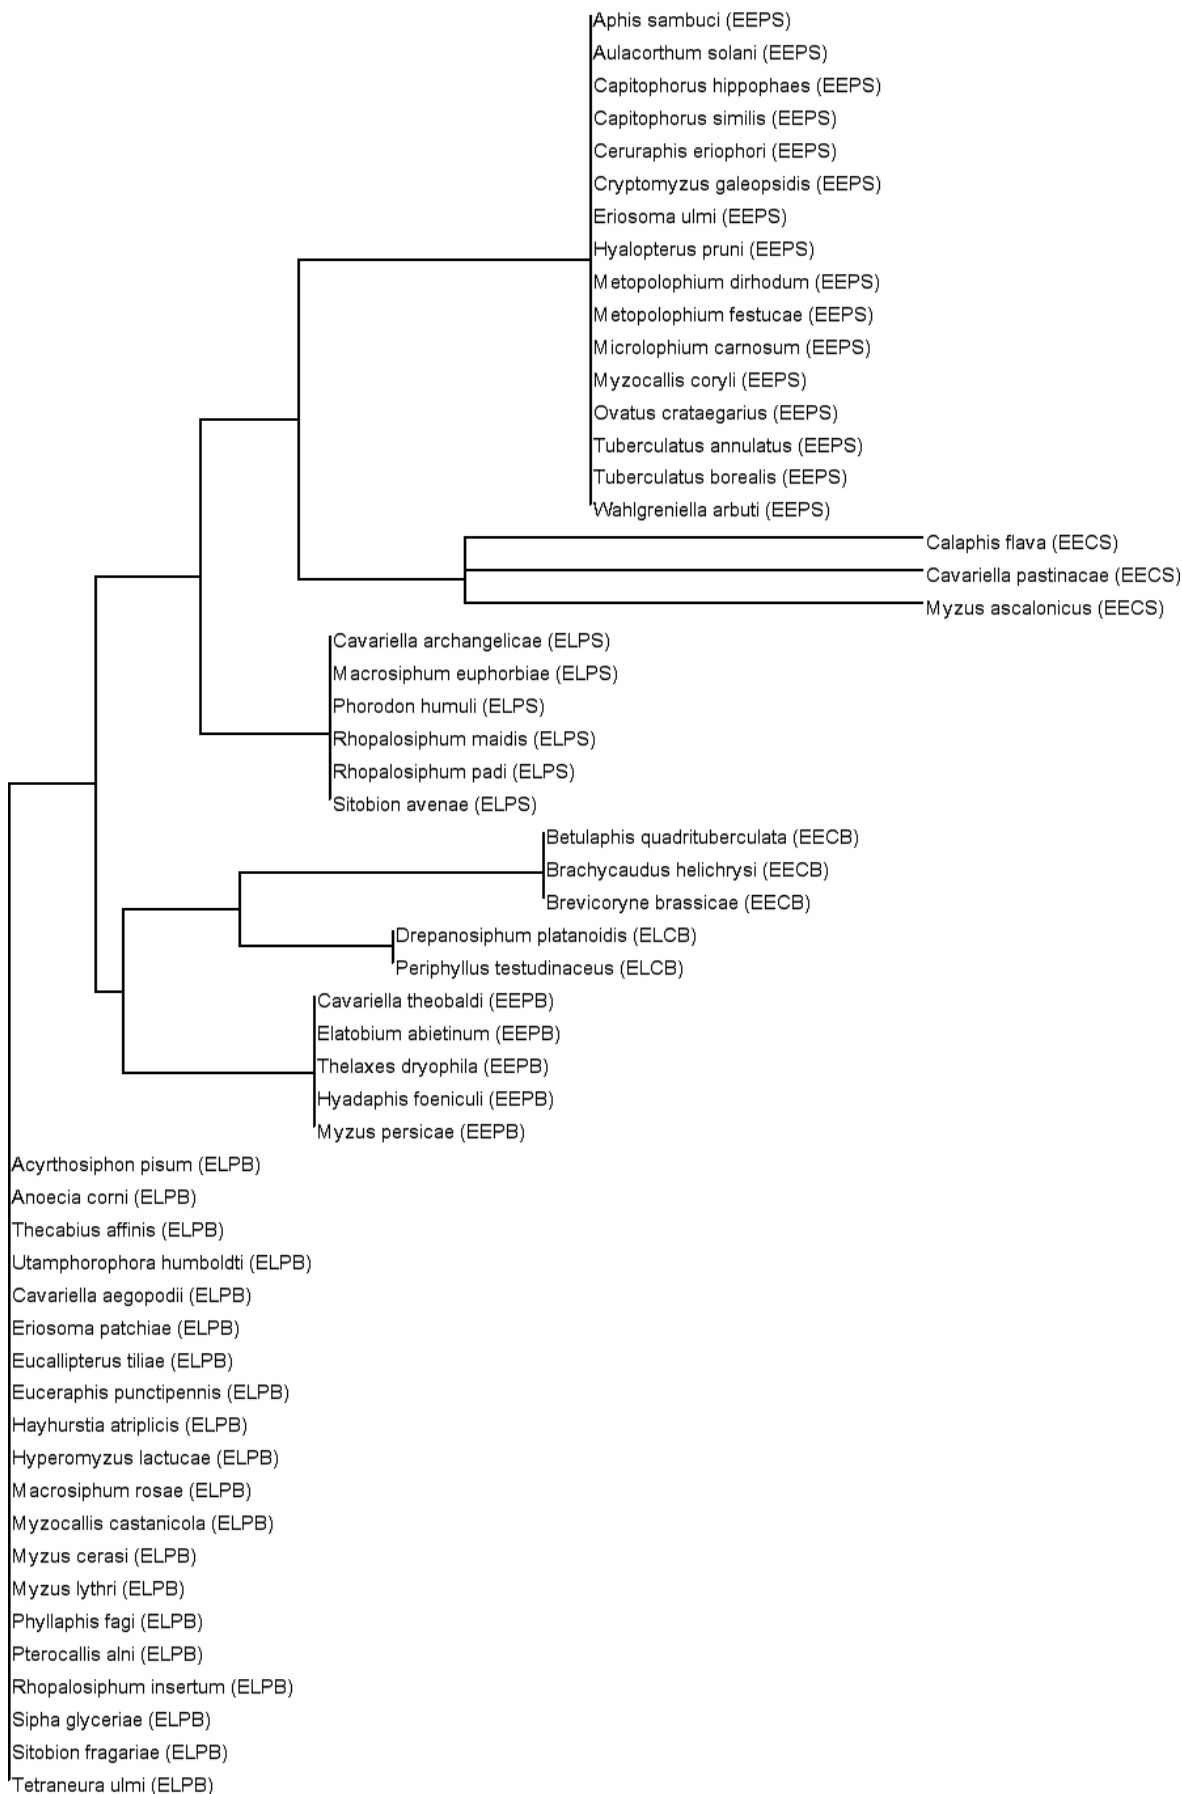 Aphis sambuci (EEPS)
Aulacorthum solani (EEPS)
Capitophorus hippophaes (EEPS)
Capitophorus similis (EEPS)
Ceruraphis eriophori (EEPS)
Cryptomyzus galeopsidis (EEPS)
Eriosoma ulmi (EEPS)
Hyalopterus pruni (EEPS)
Metopolophium dirhodum (EEPS)
Metopolophium festucae (EEPS)
Microlophium carnosum (EEPS)
Myzocallis coryli (EEPS)
Ovatus crataegarius (EEPS)
Tuberculatus annulatus (EEPS)
Tuberculatus borealis (EEPS)
Wahlgreniella arbuti (EEPS)
Calaphis flava (EECS)
Cavariella pastinacae (EECS)
Myzus ascalonicus (EECS)
Cavariella archangelicae (ELPS)
Macrosiphum euphorbiae (ELPS)
Phorodon humuli (ELPS)
Rhopalosiphum maidis (ELPS)
Rhopalosiphum padi (ELPS)
Sitobion avenae (ELPS)
Betulaphis quadrituberculata (EECB)
Brachycaudus helichrysi (EECB)
Brevicoryne brassicae (EECB)
Drepanosiphum platanoidis (ELCB)
Periphyllus testudinaceus (ELCB)
Cavariella theobaldi (EEPB)
Elatobium abietinum (EEPB)
Thelaxes dryophila (EEPB)
Hyadaphis foeniculi (EEPB)
Myzus persicae (EEPB)
Acyrthosiphon pisum (ELPB)
Anoecia corni (ELPB)
Thecabius affinis (ELPB)
Utamphorophora humboldti (ELPB)
Cavariella aegopodii (ELPB)
Eriosoma patchiae (ELPB)
Eucallipterus tiliae (ELPB)
Euceraphis punctipennis (ELPB)
Hayhurstia atriplicis (ELPB)
Hyperomyzus lactucae (ELPB)
Macrosiphum rosae (ELPB)
Myzocallis castanicola (ELPB)
Myzus cerasi (ELPB)
Myzus lythri (ELPB)
Phyllaphis fagi (ELPB)
Pterocallis alni (ELPB)
Rhopalosiphum insertum (ELPB)
Sipha glyceriae (ELPB)
Sitobion fragariae (ELPB)
Tetraneura ulmi (ELPB)